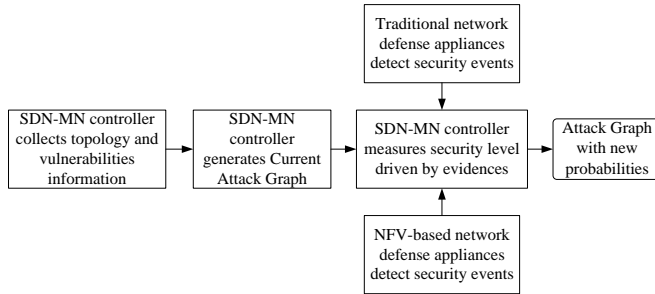 Traditional network
defense appliances
detect security events
SDN-MN controller
collects topology and
vulnerabilities
information
SDN-MN
controller
generates Current
Attack Graph
SDN-MN controller
measures security level
driven by evidences
Attack Graph
with new
probabilities
NFV-based network
defense appliances
detect security events